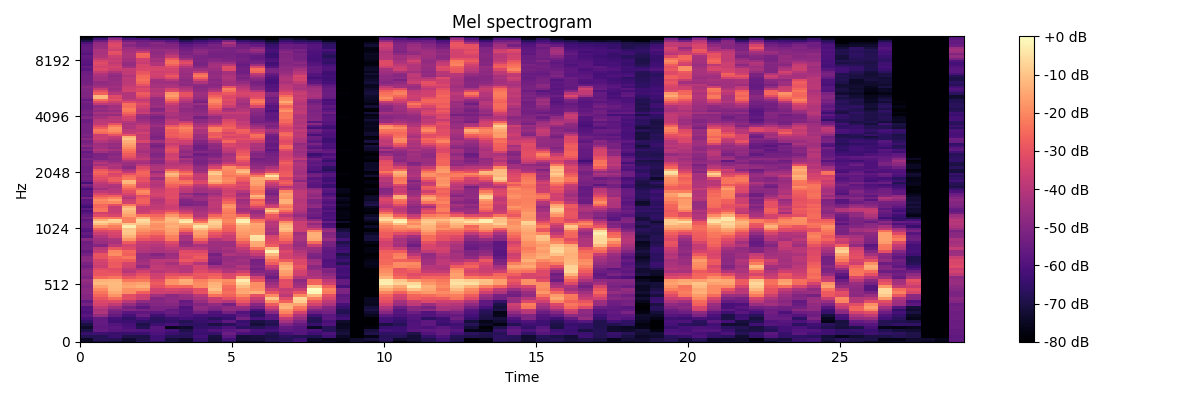 Mel spectrogram
8192
4096
2048
1024
512
0
Hz
0 5 10 15 20 25
Time
+0 dB
-10 dB
-20 dB
-30 dB
-40 dB
-50 dB
-60 dB
-70 dB
-80 dB